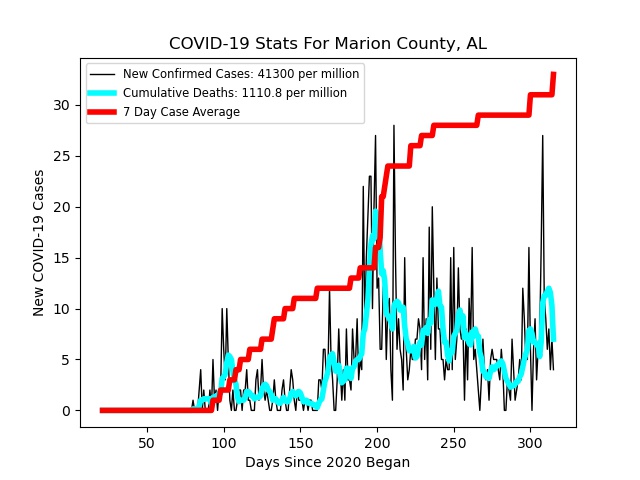 COVID-19 Stats For Marion County, AL
New Confirmed Cases: 41300 per million
Cumulative Deaths: 1110.8 per million
7 Day Case Average
New COVID-19 Cases
30
25
20
15
10
5
0
50 100 150 200 250 300
Days Since 2020 Began